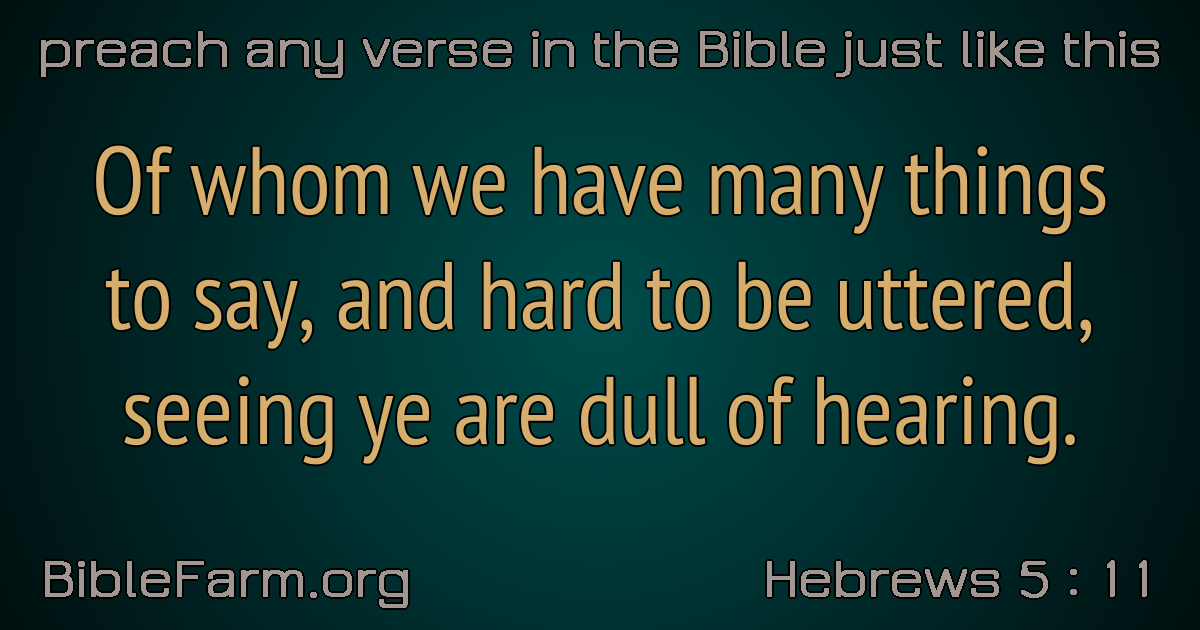 preach any verse in the Bible just like this
Of whom we have many things
to say, and hard to be uttered,
seeing ye are dull of hearing.
BibleFarm.org
Hebrews 5 : 11